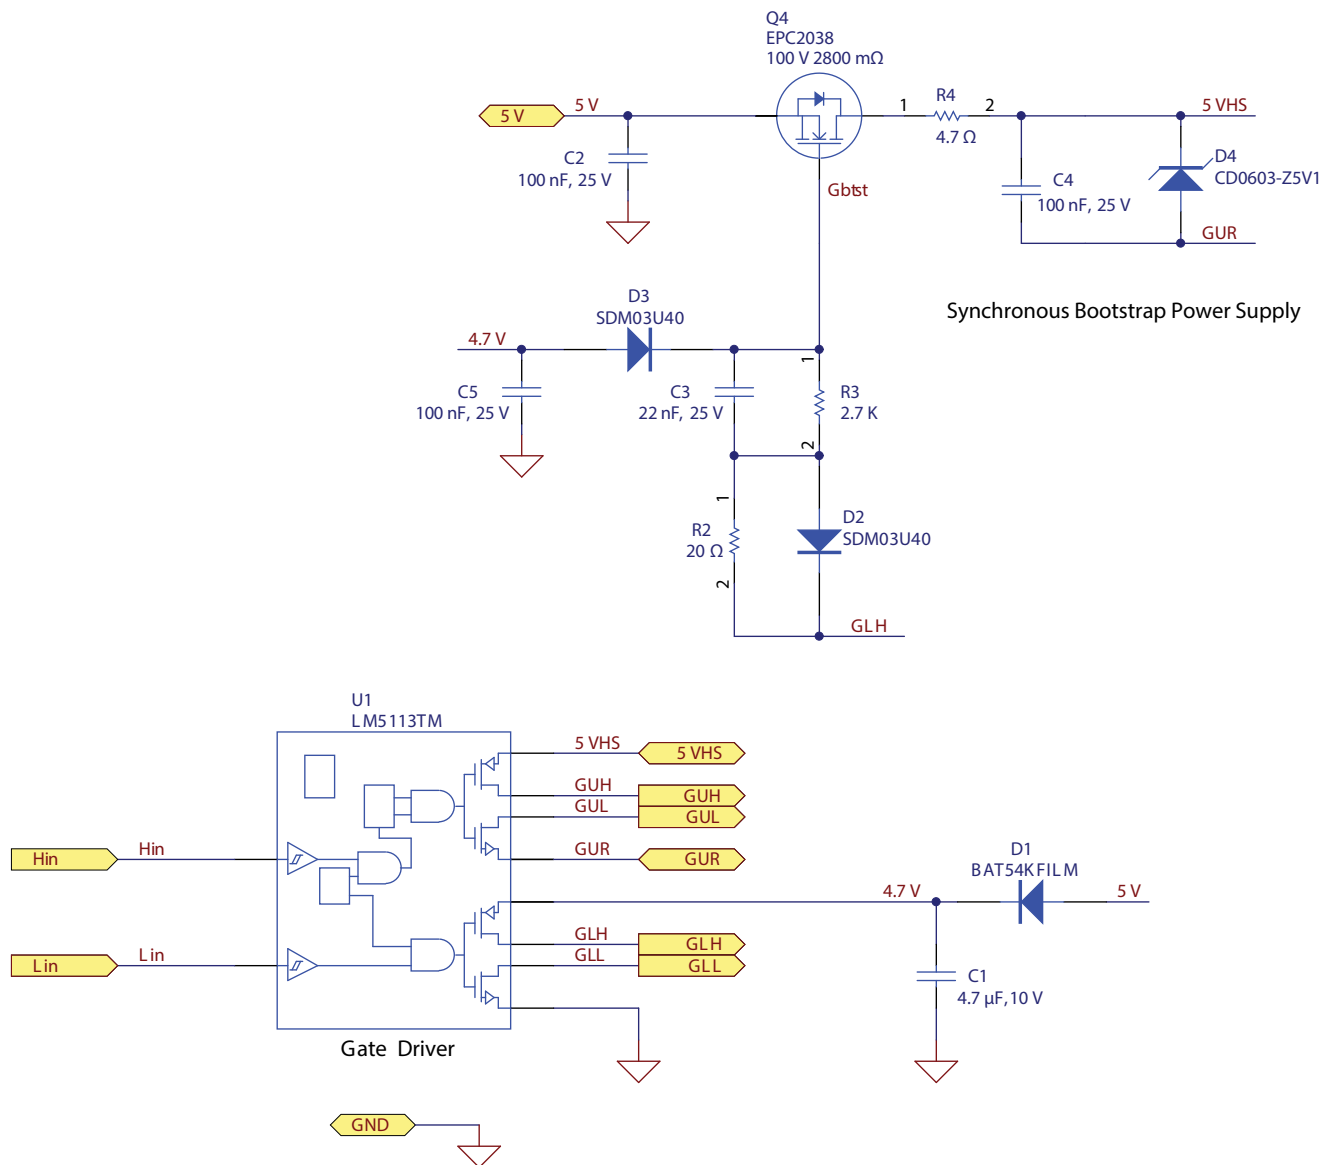 Q4
EPC2038
100 V 2800 mΩ
5 V
5 V
1
R4
2
4.7 Ω
5 VHS
C2
100 nF, 25 V
Gbtst
C4
100 nF, 25 V
D4
CD0603-Z5V1
GUR
Synchronous Bootstrap Power Supply
D3
SDM03U40
4.7 V
C5
100 nF, 25 V
C3
22 nF, 25 V
1
R3
2.7 K
2
1
R2
20 Ω
2
D2
SDM03U40
GLH
U1
LM5113TM
5 VHS
5 VHS
GUH
GUH
GUL
GUL
GUR
GUR
Hin
Hin
Lin
Lin
GLH
GLH
GLL
GLL
4.7 V
D1
BAT54KFILM
5 V
C1
4.7 µF,10 V
Gate Driver
GND